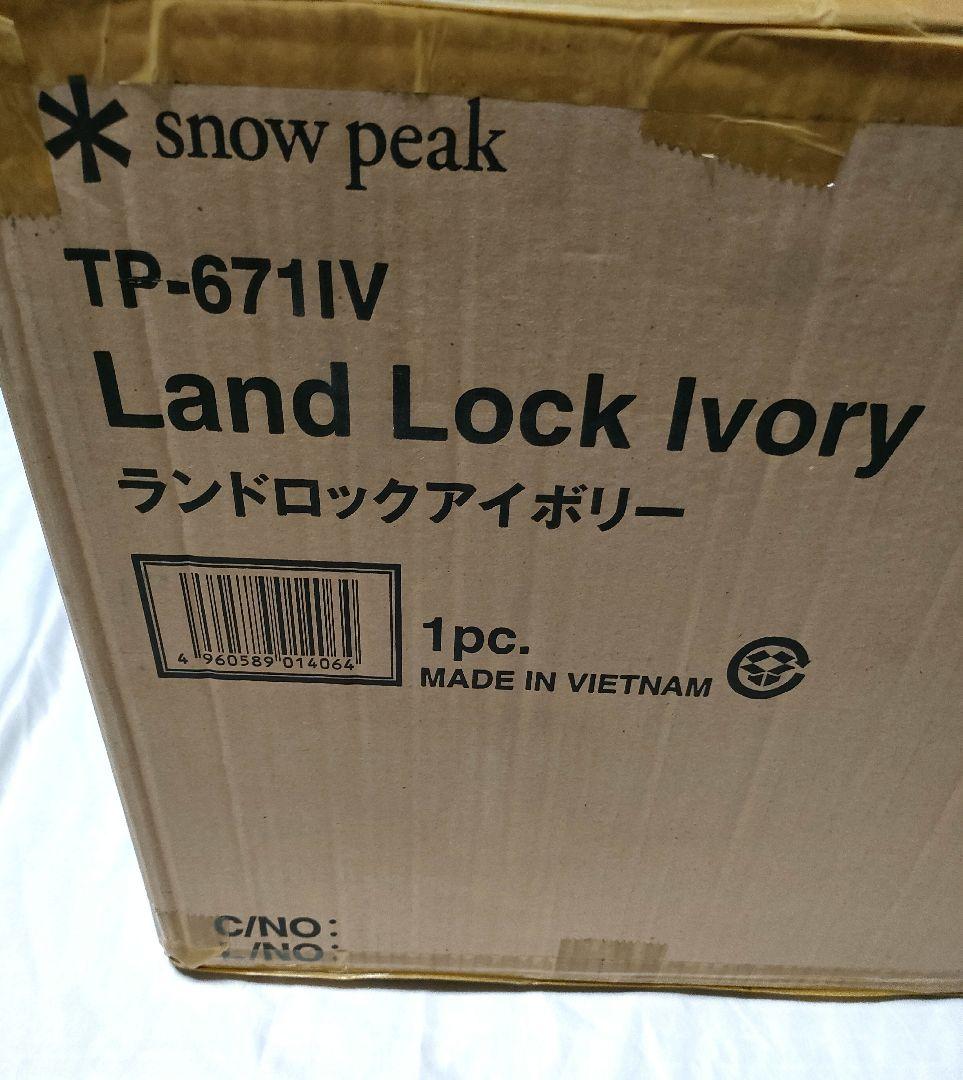 snow peak
TP-671IV
Land Lock Ivory
ランドロックアイボリー
4 960589 014064
1pc.
MADE IN VIETNAM
C/NO:
/NO: